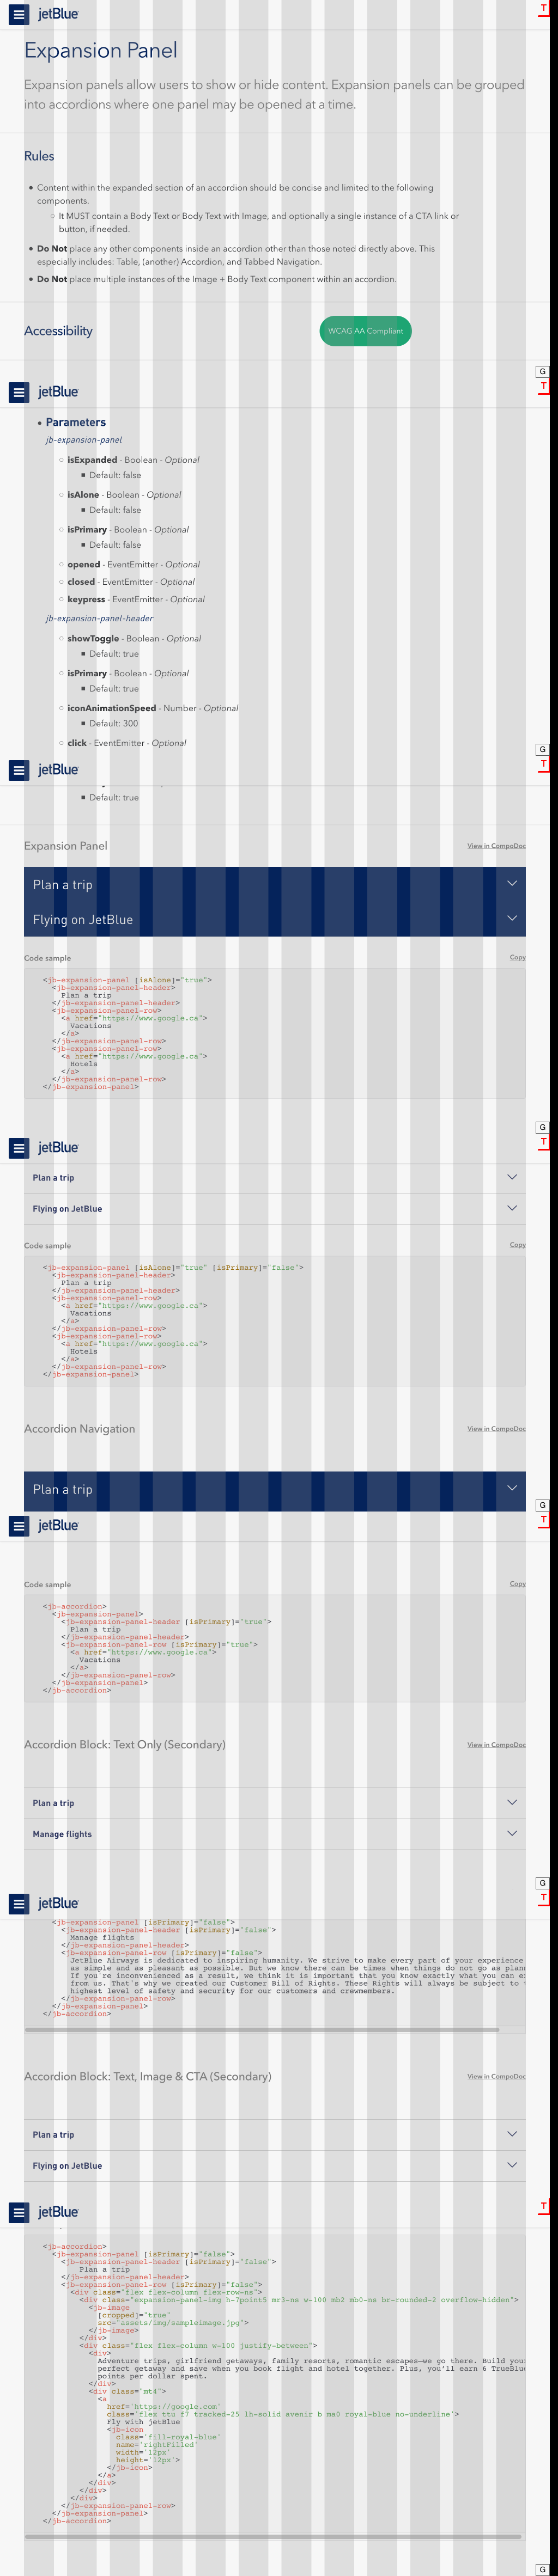 jetBlue
T
Expansion Panel
Expansion panels allow users to show or hide content. Expansion panels can be grouped
into accordions where one panel may be opened at a time.
Rules
Content within the expanded section of an accordion should be concise and limited to the following
components.
It MUST contain a Body Text or Body Text with Image, and optionally a single instance of a CTA link or
button, if needed.
Do Not place any other components inside an accordion other than those noted directly above. This
especially includes: Table, (another) Accordion, and Tabbed Navigation.
Do Not place multiple instances of the Image + Body Text component within an accordion.
Accessibility
WCAG AA Compliant
G
jetBlue
T
Parameters
jb-expansion-panel
isExpanded - Boolean - Optional
Default: false
isAlone - Boolean - Optional
Default: false
isPrimary - Boolean - Optional
Default: false
opened - EventEmitter - Optional
closed - EventEmitter - Optional
keypress - EventEmitter - Optional
jb-expansion-panel-header
showToggle - Boolean - Optional
Default: true
isPrimary - Boolean - Optional
Default: true
iconAnimationSpeed - Number - Optional
Default: 300
click - EventEmitter - Optional
G
jetBlue
T
Default: true
Expansion Panel
View in CompoDoc
Plan a trip
Flying on JetBlue
Code sample
Copy
<jb-expansion-panel [isAlone]="true">
<jb-expansion-panel-header>
Plan a trip
</jb-expansion-panel-header>
<jb-expansion-panel-row>
<a href="https://www.google.ca">
Vacations
</a>
</jb-expansion-panel-row>
<jb-expansion-panel-row>
<a href="https://www.google.ca">
Hotels
</a>
</jb-expansion-panel-row>
</jb-expansion-panel>
G
jetBlue
T
Plan a trip
Flying on JetBlue
Code sample
Copy
<jb-expansion-panel [isAlone]="true" [isPrimary]="false">
<jb-expansion-panel-header>
Plan a trip
</jb-expansion-panel-header>
<jb-expansion-panel-row>
<a href="https://www.google.ca">
Vacations
</a>
</jb-expansion-panel-row>
<jb-expansion-panel-row>
<a href="https://www.google.ca">
Hotels
</a>
</jb-expansion-panel-row>
</jb-expansion-panel>
Accordion Navigation
View in CompoDoc
Plan a trip
G
jetBlue
T
Code sample
Copy
<jb-accordion>
<jb-expansion-panel>
<jb-expansion-panel-header [isPrimary]="true">
Plan a trip
</jb-expansion-panel-header>
<jb-expansion-panel-row [isPrimary]="true">
<a href="https://www.google.ca">
Vacations
</a>
</jb-expansion-panel-row>
</jb-expansion-panel>
</jb-accordion>
Accordion Block: Text Only (Secondary)
View in CompoDoc
Plan a trip
Manage flights
G
jetBlue
T
<jb-expansion-panel [isPrimary]="false">
<jb-expansion-panel-header [isPrimary]="false">
Manage flights
</jb-expansion-panel-header>
<jb-expansion-panel-row [isPrimary]="false">
JetBlue Airways is dedicated to inspiring humanity. We strive to make every part of your experience
as simple and as pleasant as possible. But we know there can be times when things do not go as plan
If you're inconvenienced as a result, we think it is important that you know exactly what you can e
from us. That's why we created our Customer Bill of Rights. These Rights will always be subject to
highest level of safety and security for our customers and crewmembers.
</jb-expansion-panel-row>
</jb-expansion-panel>
</jb-accordion>
Accordion Block: Text, Image & CTA (Secondary)
View in CompoDoc
Plan a trip
Flying on JetBlue
jetBlue
T
<jb-accordion>
<jb-expansion-panel [isPrimary]="false">
<jb-expansion-panel-header [isPrimary]="false">
Plan a trip
</jb-expansion-panel-header>
<jb-expansion-panel-row [isPrimary]="false">
<div class="flex flex-column flex-row-ns">
<div class="expansion-panel-img h-7point5 mr3-ns w-100 mb2 mb0-ns br-rounded-2 overflow-hidden">
<jb-image
[cropped]="true"
src="assets/img/sampleimage.jpg">
</jb-image>
</div>
<div class="flex flex-column w-100 justify-between">
<div>
Adventure trips, girlfriend getaways, family resorts, romantic escapes—we go there. Build your
perfect getaway and save when you book flight and hotel together. Plus, you'll earn 6 TrueBlue
points per dollar spent.
</div>
<div class="mt4">
<a
href='https://google.com'
class='flex ttu f7 tracked-25 lh-solid avenir b ma0 royal-blue no-underline'>
Fly with jetBlue
<jb-icon
class='fill-royal-blue'
name='rightFilled'
width='12px'
height='12px'>
</jb-icon>
</a>
</div>
</div>
</div>
</jb-expansion-panel-row>
</jb-expansion-panel>
</jb-accordion>
G